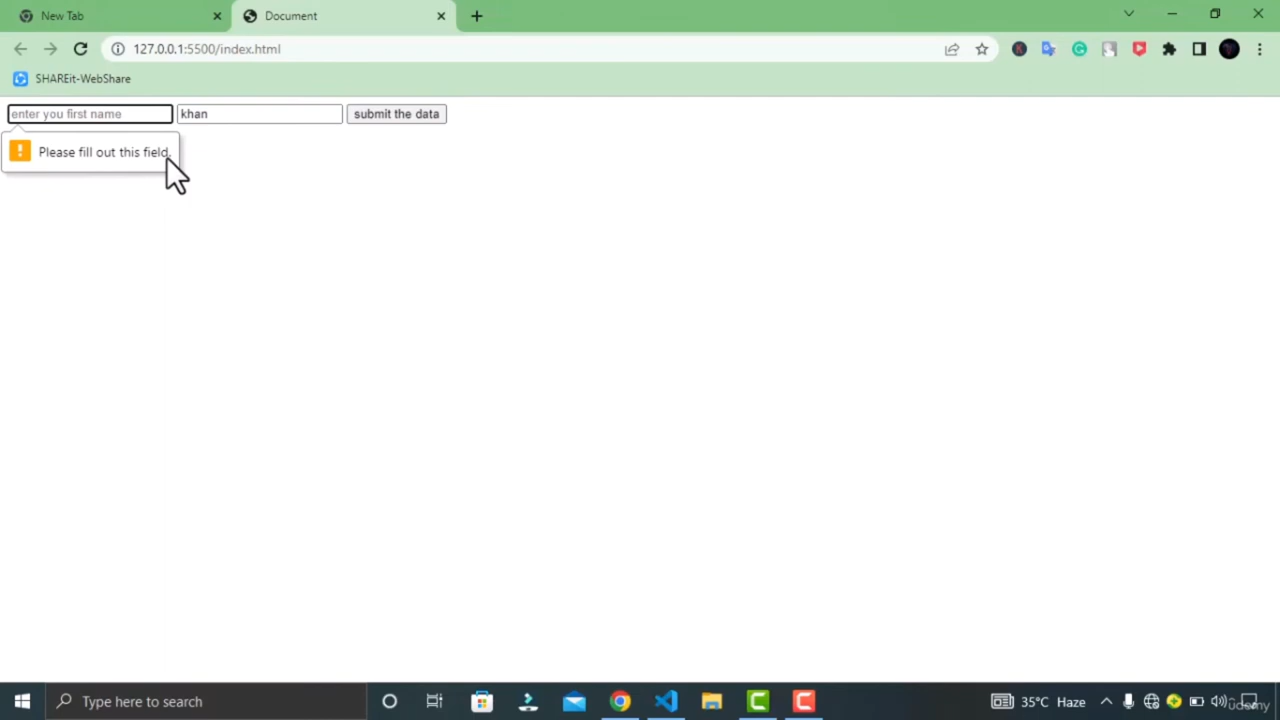 New Tab
Document
127.0.0.1:5500/index.html
SHAREit-WebShare
enter you first name
khan
submit the data
Please fill out this field.
Type here to search
35°C Haze
ûdemy